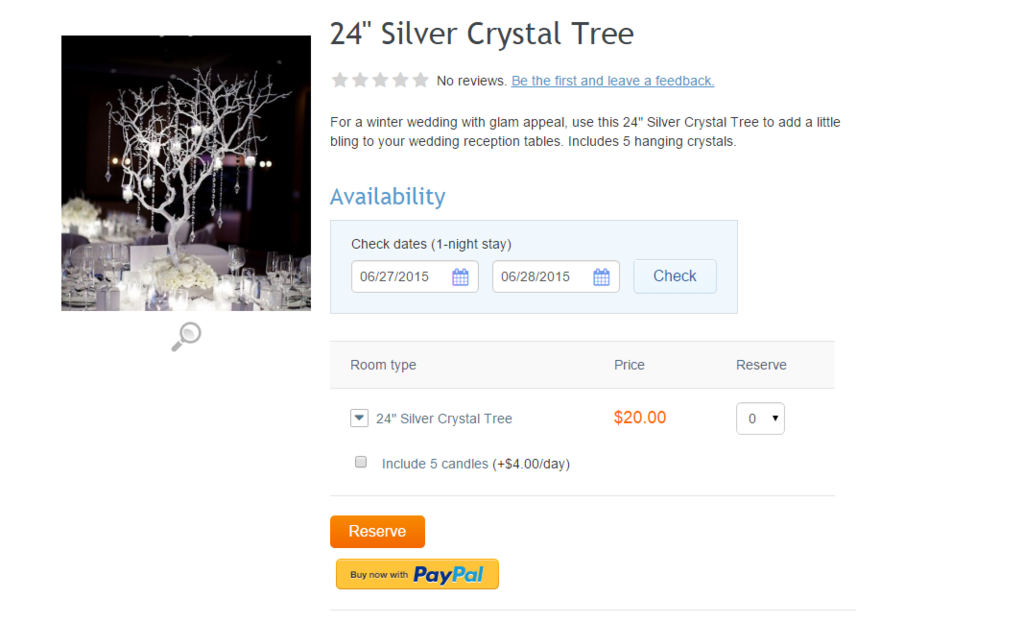 24" Silver Crystal Tree
No reviews. Be the first and leave a feedback.
For a winter wedding with glam appeal, use this 24" Silver Crystal Tree to add a little
bling to your wedding reception tables. Includes 5 hanging crystals.
Availability
Check dates (1-night stay)
06/27/2015 06/28/2015 Check
Room type Price Reserve
24" Silver Crystal Tree $20.00 0
Include 5 candles (+$4.00/day)
Reserve
Buy now with PayPal